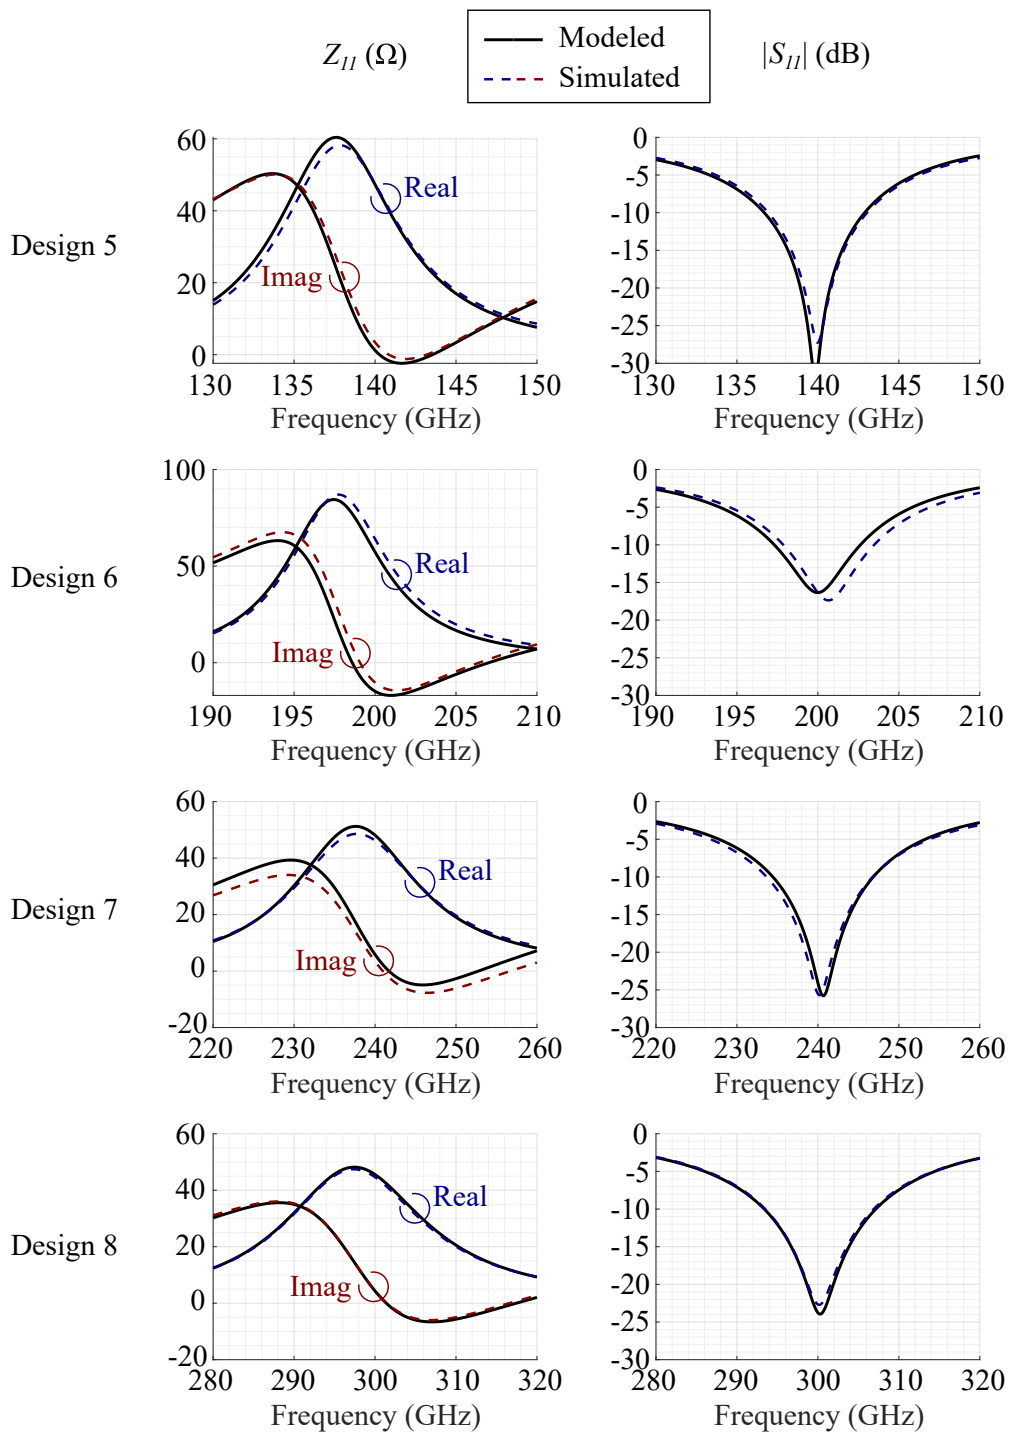 Z11 (Ω)
Modeled
Simulated
|S11| (dB)
Design 5
60
40
20
0
Real
Imag
130 135 140 145 150
Frequency (GHz)
0
-5
-10
-15
-20
-25
-30
130 135 140 145 150
Frequency (GHz)
Design 6
100
50
0
Real
Imag
190 195 200 205 210
Frequency (GHz)
0
-5
-10
-15
-20
-25
-30
190 195 200 205 210
Frequency (GHz)
Design 7
60
40
20
0
-20
Real
Imag
220 230 240 250 260
Frequency (GHz)
0
-5
-10
-15
-20
-25
-30
220 230 240 250 260
Frequency (GHz)
Design 8
60
40
20
0
-20
Real
Imag
280 290 300 310 320
Frequency (GHz)
0
-5
-10
-15
-20
-25
-30
280 290 300 310 320
Frequency (GHz)